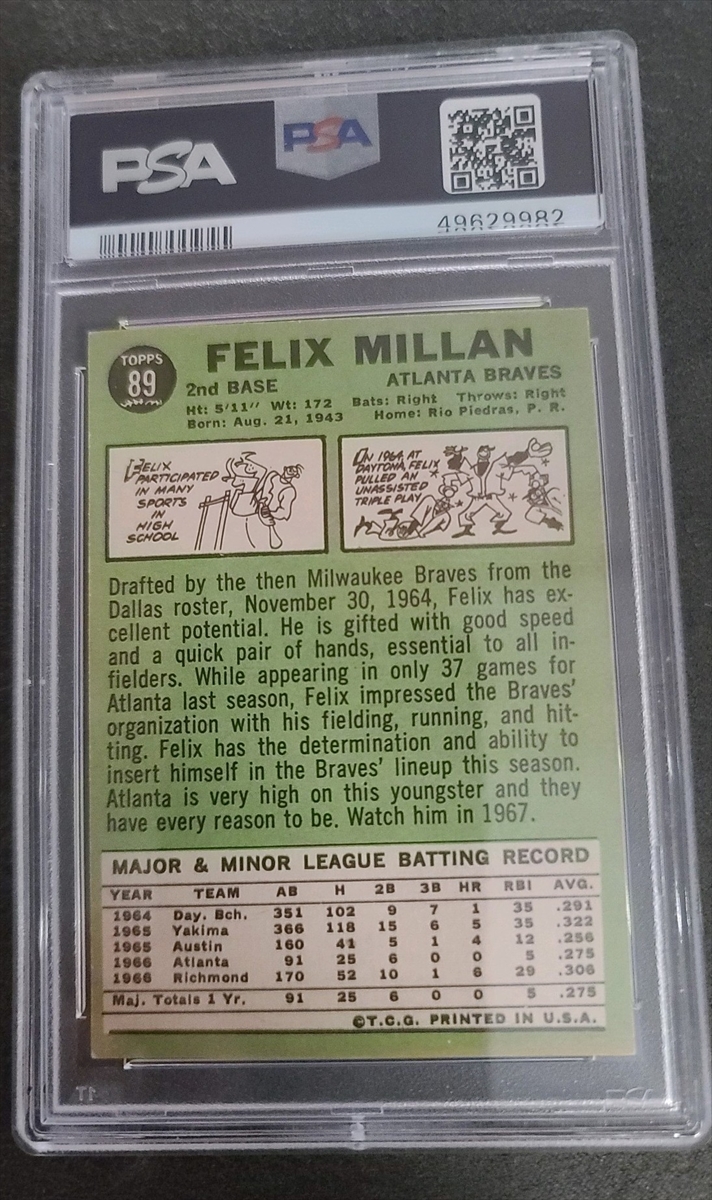 PSA
PSA
49629982
TOPPS
89
FELIX MILLAN
2nd BASE
ATLANTA BRAVES
Ht: 5'11" Wt: 172 Bats: Right Throws: Right
Born: Aug. 21, 1943 Home: Rio Piedras, P. R.
FELIX
PARTICIPATED
IN MANY
SPORTS
IN
HIGH
SCHOOL
IN 1964, AT
DAYTONA, FELIX
PULLED AN
UNASSISTED
TRIPLE PLAY
Drafted by the then Milwaukee Braves from the
Dallas roster, November 30, 1964, Felix has ex-
cellent potential. He is gifted with good speed
and a quick pair of hands, essential to all in-
fielders. While appearing in only 37 games for
Atlanta last season, Felix impressed the Braves'
organization with his fielding, running, and hit-
ting. Felix has the determination and ability to
insert himself in the Braves' lineup this season.
Atlanta is very high on this youngster and they
have every reason to be. Watch him in 1967.
MAJOR & MINOR LEAGUE BATTING RECORD
YEAR TEAM AB H 2B 3B HR RBI AVG.
1964 Day. Bch. 351 102 9 7 1 35 .291
1965 Yakima 366 118 15 6 5 35 .322
1965 Austin 160 41 5 1 4 12 .256
1966 Atlanta 91 25 6 0 0 5 .275
1966 Richmond 170 52 10 1 6 29 .306
Maj. Totals 1 Yr. 91 25 6 0 0 5 .275
©T.C.G. PRINTED IN U.S.A.
PSA